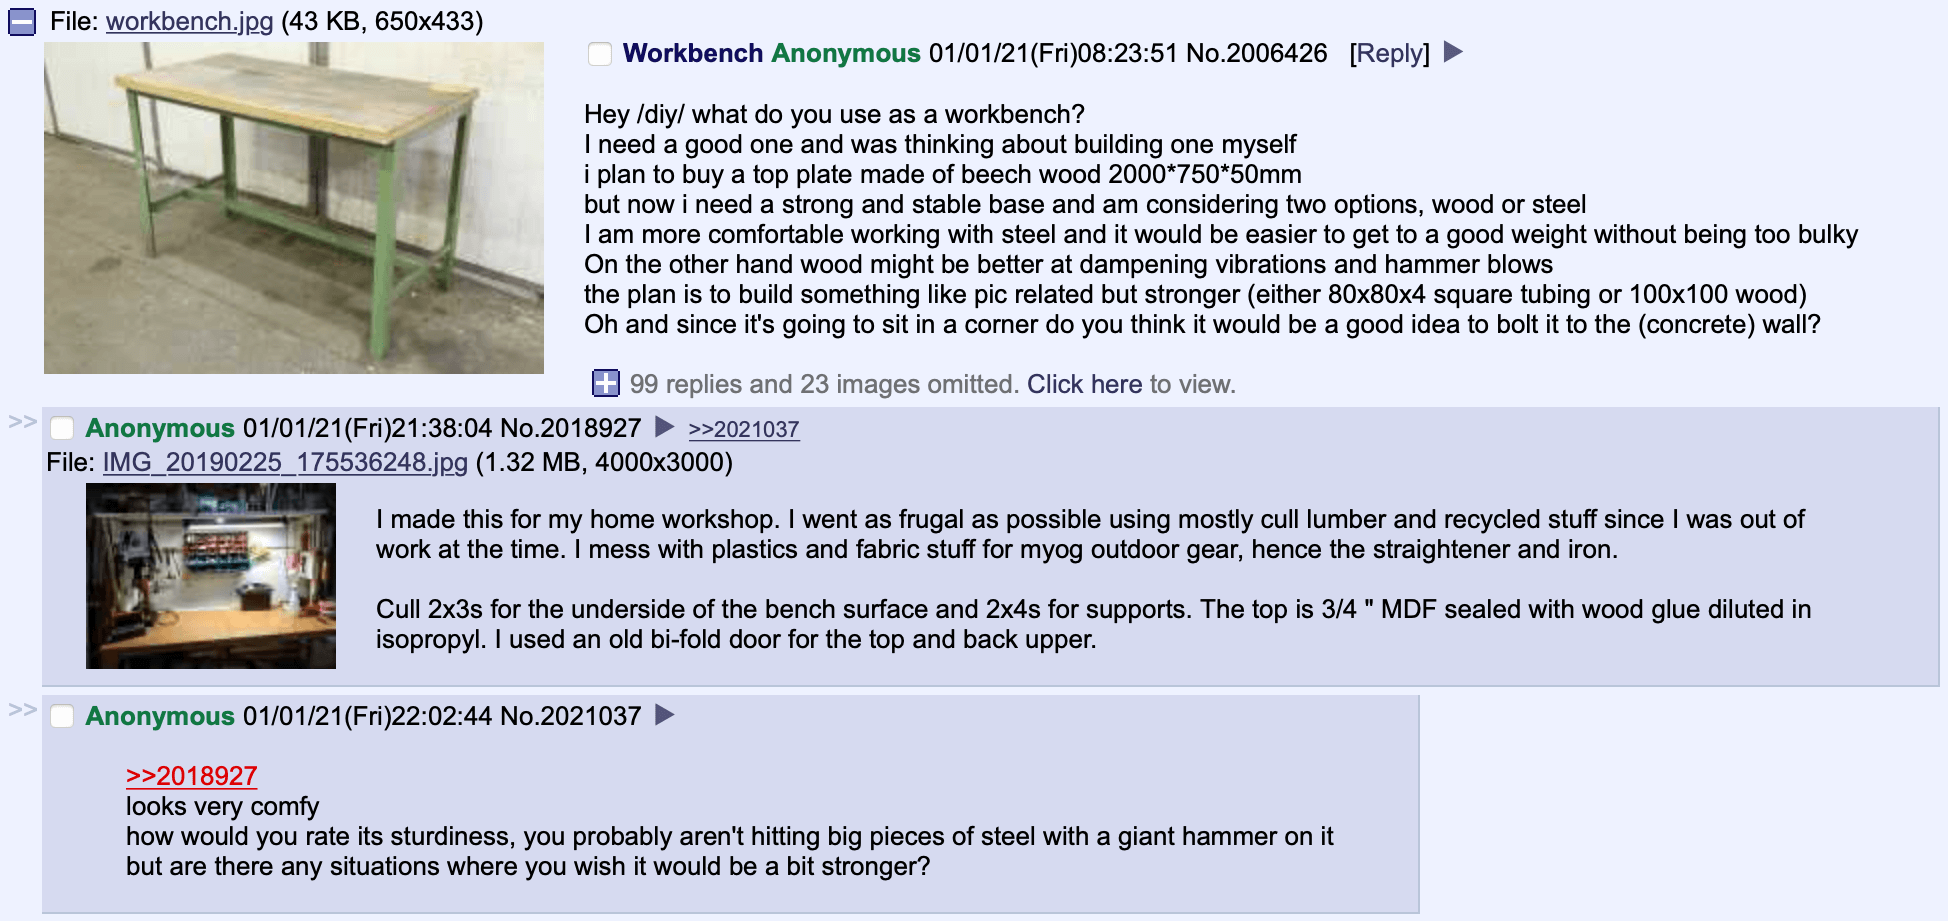 File: workbench.jpg (43 KB, 650x433)
Workbench Anonymous 01/01/21(Fri)08:23:51 No.2006426 [Reply] ▶
Hey /diy/ what do you use as a workbench?
I need a good one and was thinking about building one myself
i plan to buy a top plate made of beech wood 2000*750*50mm
but now i need a strong and stable base and am considering two options, wood or steel
I am more comfortable working with steel and it would be easier to get to a good weight without being too bulky
On the other hand wood might be better at dampening vibrations and hammer blows
the plan is to build something like pic related but stronger (either 80x80x4 square tubing or 100x100 wood)
Oh and since it's going to sit in a corner do you think it would be a good idea to bolt it to the (concrete) wall?
99 replies and 23 images omitted. Click here to view.
>> Anonymous 01/01/21(Fri)21:38:04 No.2018927 ▶ >>2021037
File: IMG_20190225_175536248.jpg (1.32 MB, 4000x3000)
I made this for my home workshop. I went as frugal as possible using mostly cull lumber and recycled stuff since I was out of
work at the time. I mess with plastics and fabric stuff for myog outdoor gear, hence the straightener and iron.
Cull 2x3s for the underside of the bench surface and 2x4s for supports. The top is 3/4 " MDF sealed with wood glue diluted in
isopropyl. I used an old bi-fold door for the top and back upper.
>> Anonymous 01/01/21(Fri)22:02:44 No.2021037 ▶
>>2018927
looks very comfy
how would you rate its sturdiness, you probably aren't hitting big pieces of steel with a giant hammer on it
but are there any situations where you wish it would be a bit stronger?